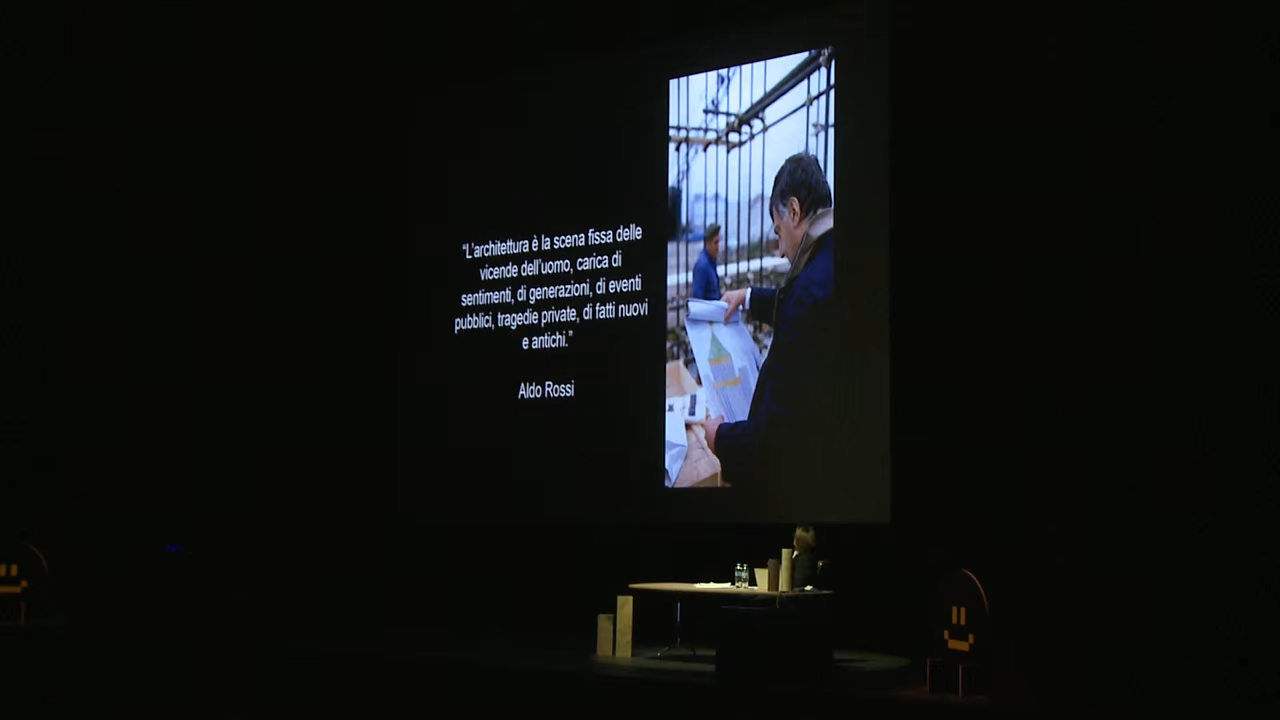 “L’architettura è la scena fissa delle
vicende dell’uomo, carica di
sentimenti, di generazioni, di eventi
pubblici, tragedie private, di fatti nuovi
e antichi.”
Aldo Rossi